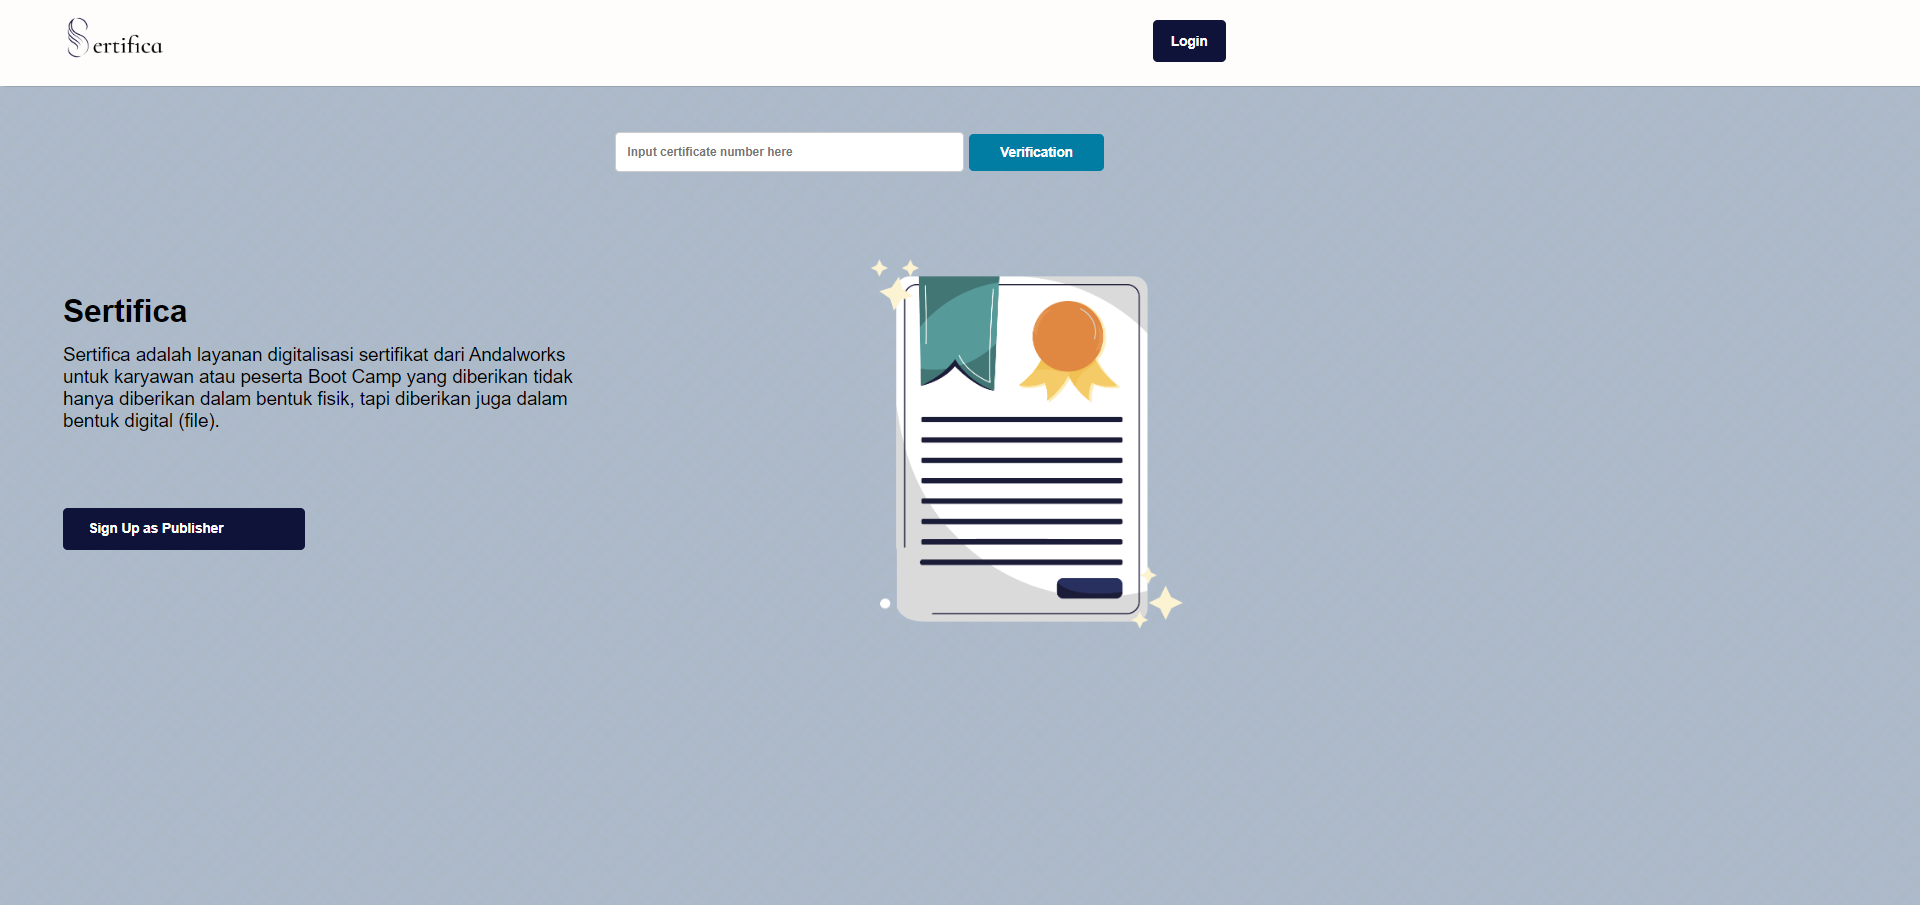 Sertifica
Login
Input certificate number here
Verification
Sertifica
Sertifica adalah layanan digitalisasi sertifikat dari Andalworks
untuk karyawan atau peserta Boot Camp yang diberikan tidak
hanya diberikan dalam bentuk fisik, tapi diberikan juga dalam
bentuk digital (file).
Sign Up as Publisher